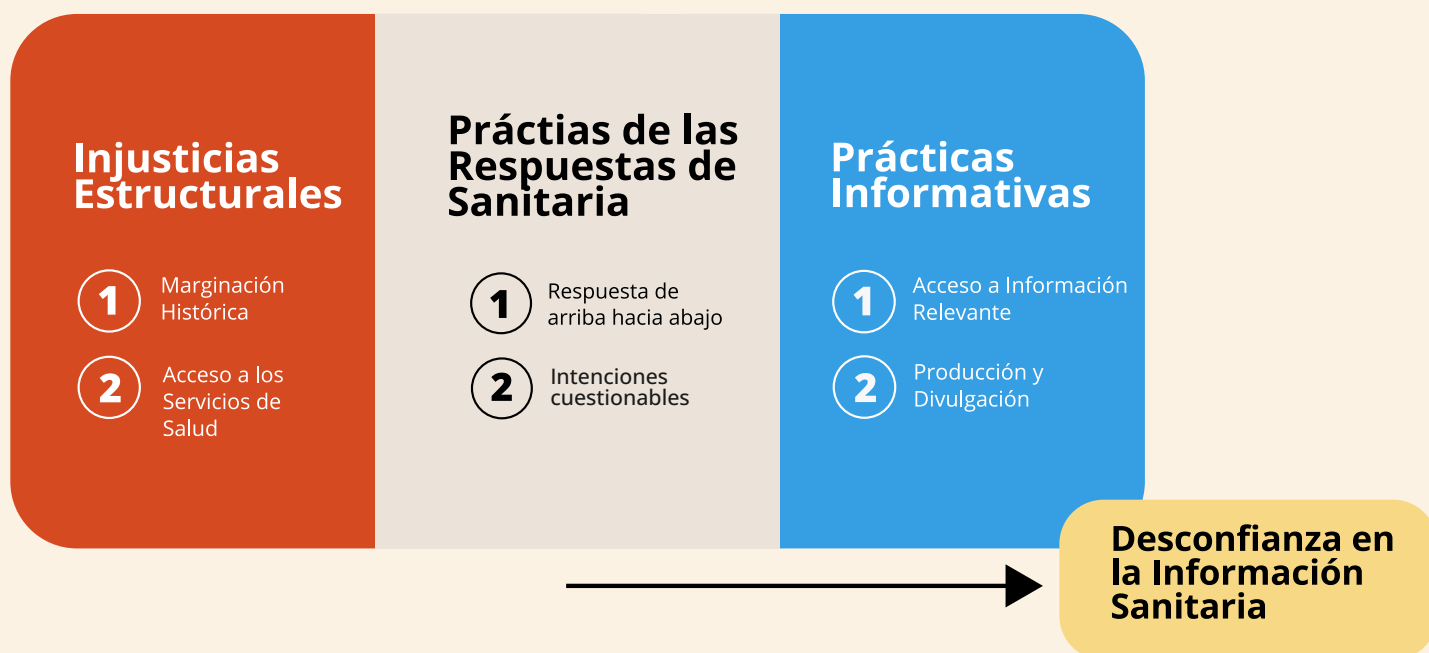 Injusticias
Estructurales
1
Marginación
Histórica
2
Acceso a los
Servicios de
Salud
Práctias de las
Respuestas de
Sanitaria
1
Respuesta de
arriba hacia abajo
2
Intenciones
cuestionables
Prácticas
Informativas
1
Acceso a Información
Relevante
2
Producción y
Divulgación
Desconfianza en
la Información
Sanitaria